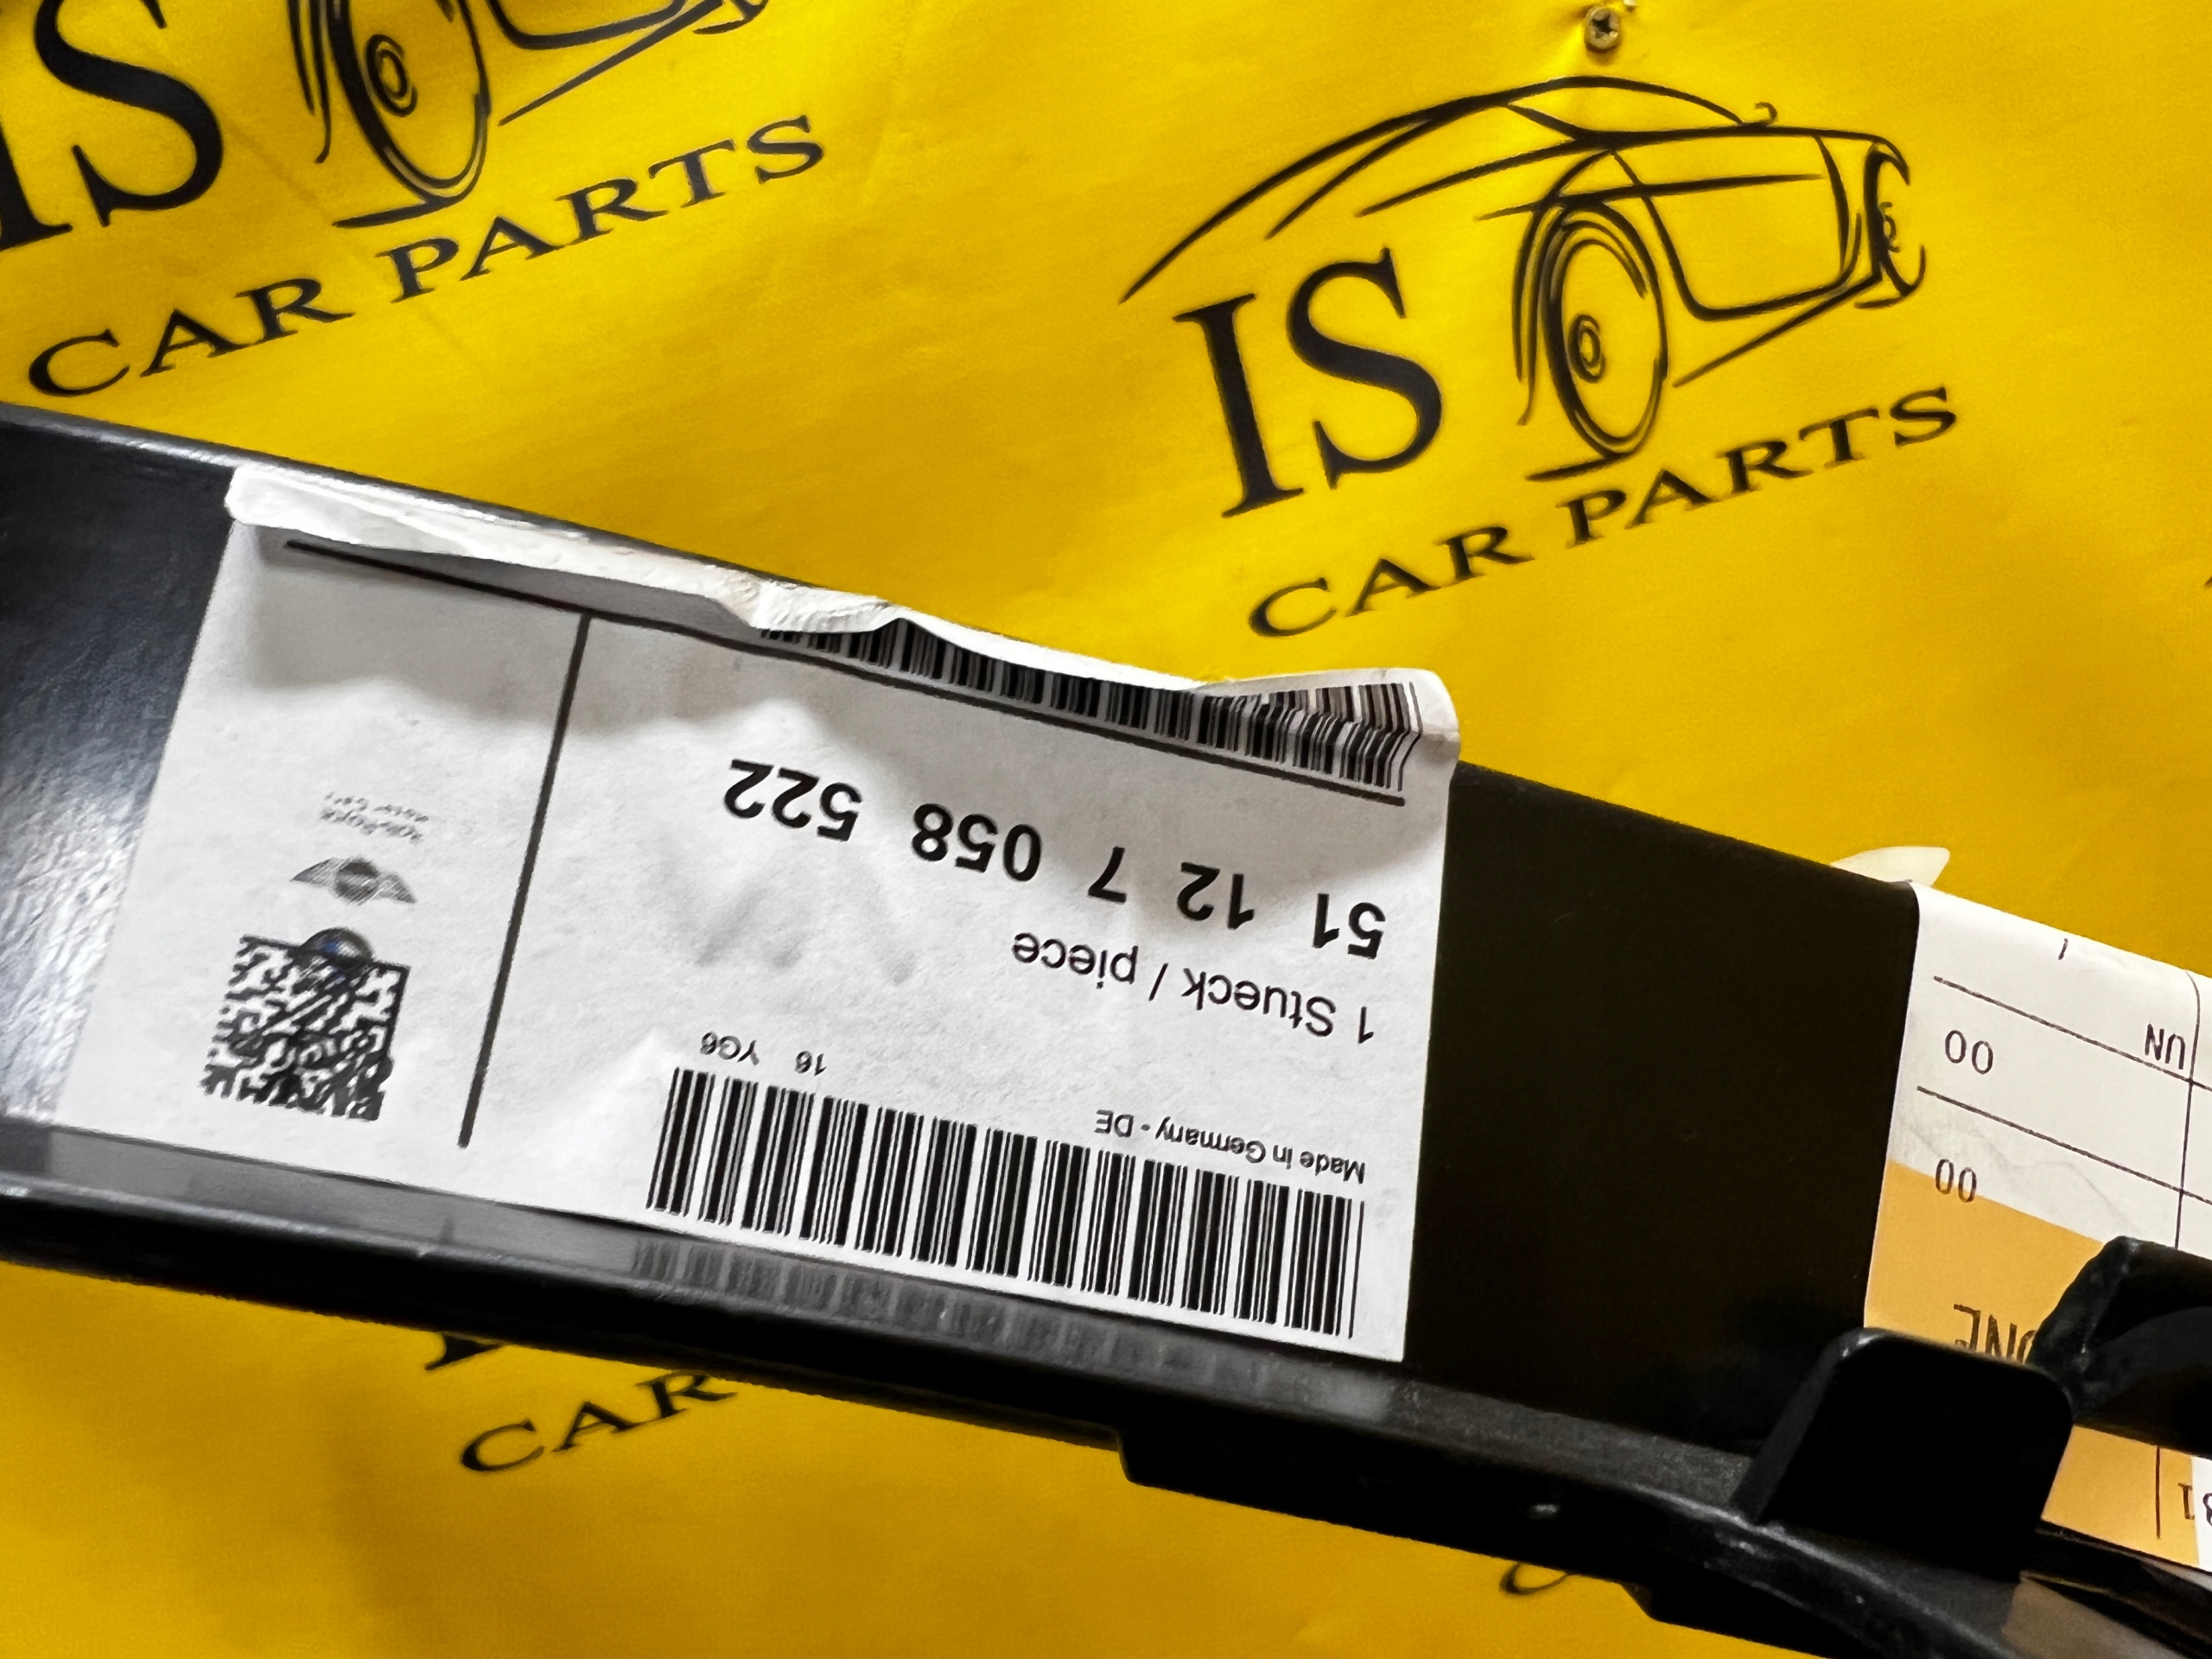 IS
CAR PARTS
IS
CAR PARTS
51 12 7 058 522
1 Stueck / piece
16 YG6
Made in Germany - DE
UN
00
00
CAR